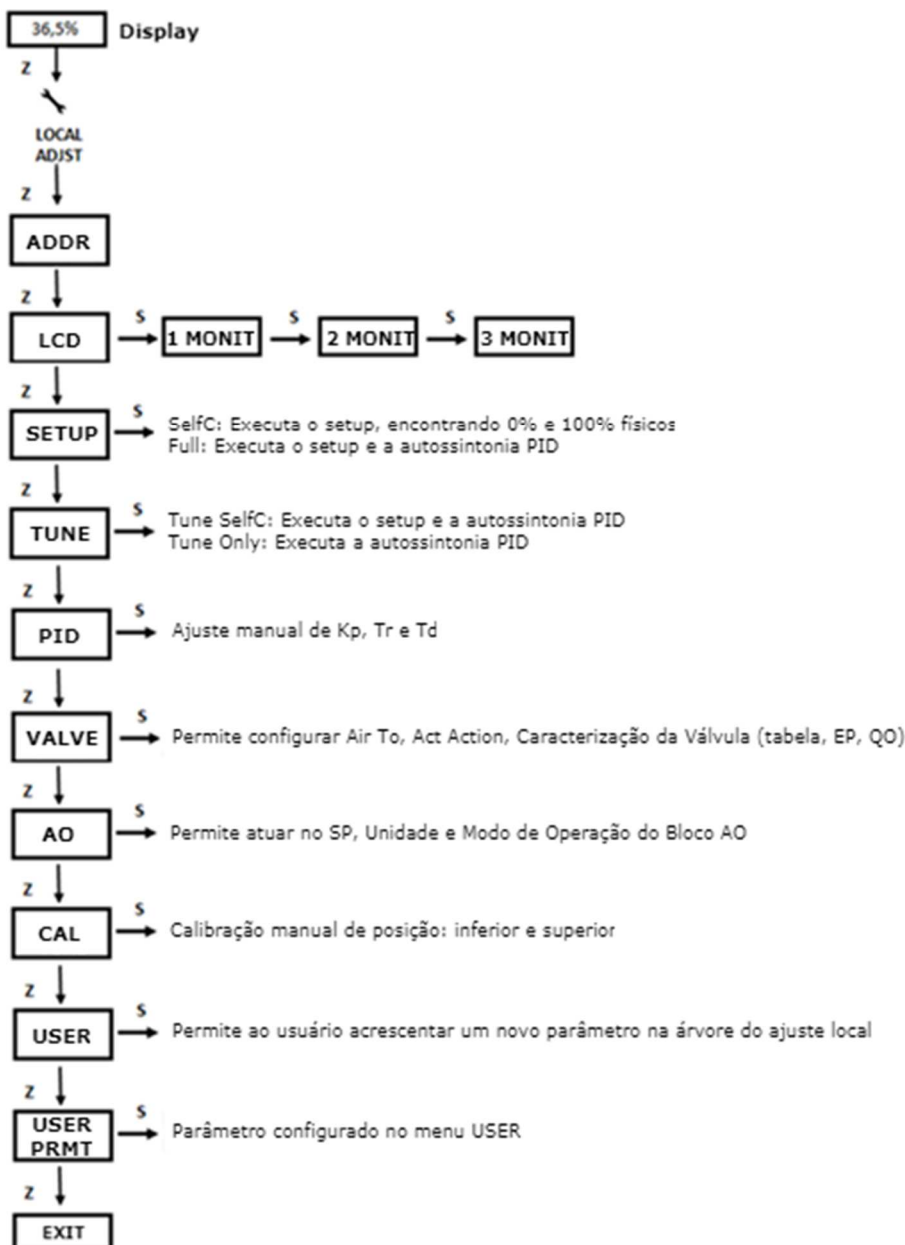 36,5% Display
Z
LOCAL
ADJST
Z
ADDR
Z
LCD S 1 MONIT S 2 MONIT S 3 MONIT
Z
SETUP S SelfC: Executa o setup, encontrando 0% e 100% físicos
Full: Executa o setup e a autossintonia PID
Z
TUNE S Tune SelfC: Executa o setup e a autossintonia PID
Tune Only: Executa a autossintonia PID
Z
PID S Ajuste manual de Kp, Tr e Td
Z
VALVE S Permite configurar Air To, Act Action, Caracterização da Válvula (tabela, EP, QO)
Z
AO S Permite atuar no SP, Unidade e Modo de Operação do Bloco AO
Z
CAL S Calibração manual de posição: inferior e superior
Z
USER S Permite ao usuário acrescentar um novo parâmetro na árvore do ajuste local
Z
USER
PRMT S Parâmetro configurado no menu USER
Z
EXIT